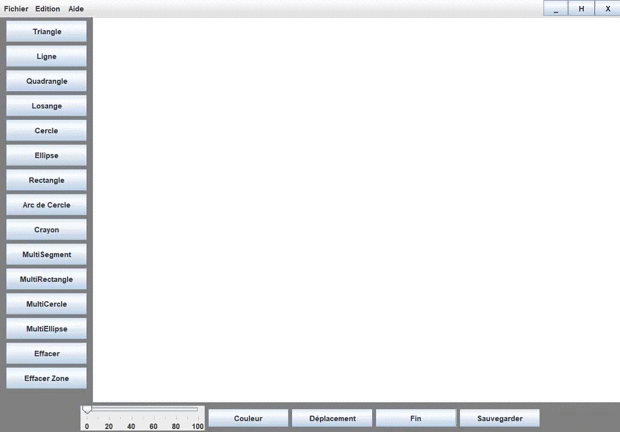 Fichier Edition Aide
_ H X
Triangle
Ligne
Quadrangle
Losange
Cercle
Ellipse
Rectangle
Arc de Cercle
Crayon
MultiSegment
MultiRectangle
MultiCercle
MultiEllipse
Effacer
Effacer Zone
0 20 40 60 80 100
Couleur Déplacement Fin Sauvegarder